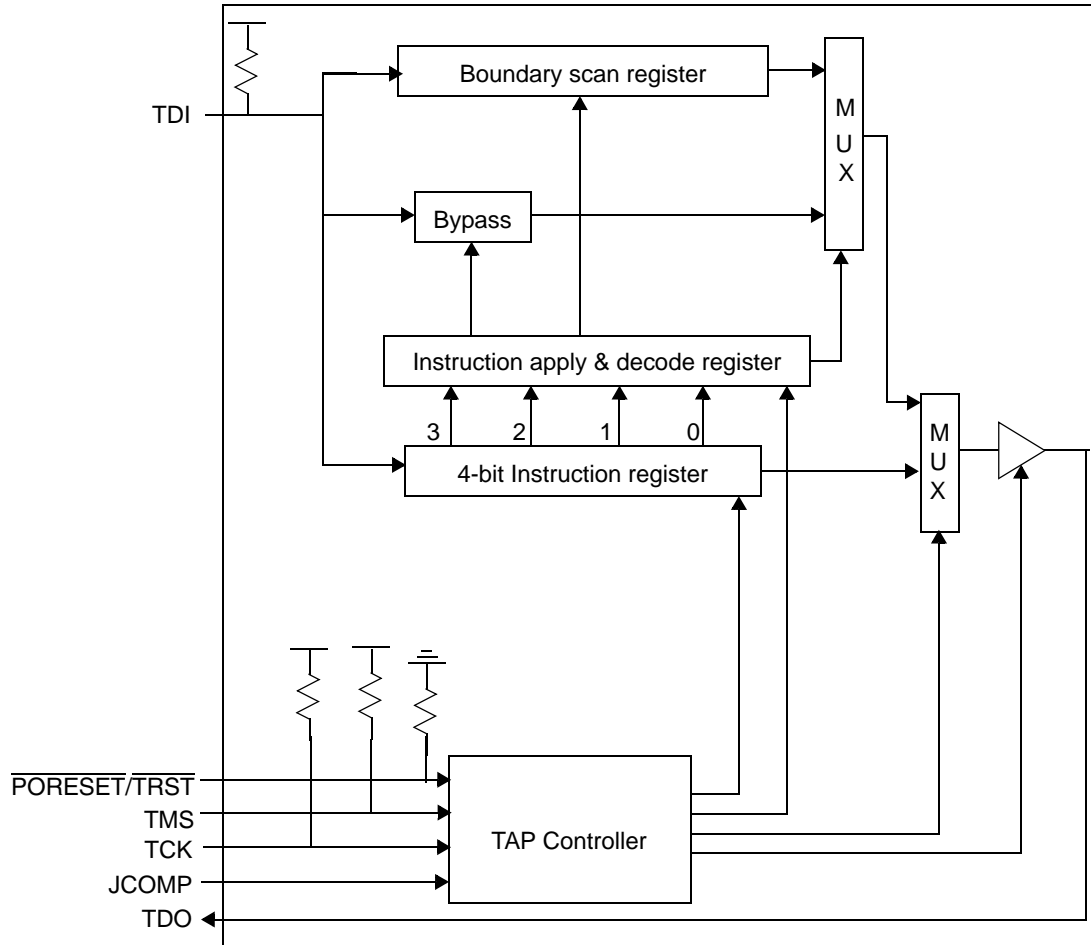 Boundary scan register
TDI
M
U
X
Bypass
Instruction apply & decode register
3 2 1 0
4-bit Instruction register
M
U
X
PORESET/TRST
TMS
TCK
JCOMP
TDO
TAP Controller